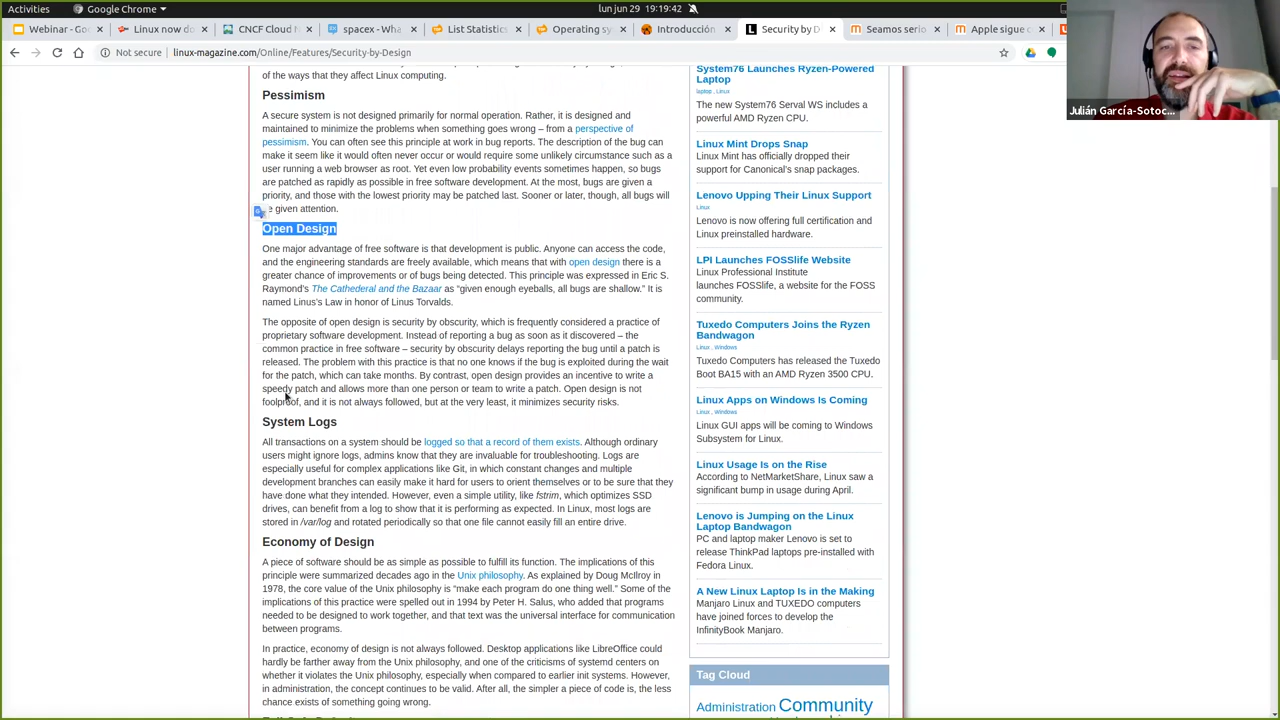 Activities
Google Chrome
lun jun 29 19:19:42
Webinar - Go
Linux now do
CNCF Cloud
spacex - Wha
List Statistics
Operating sy
Introducción
Security by D
Seamos serio
Apple sigue c
Not secure
linux-magazine.com/Online/Features/Security-by-Design
Julián García-Sotoc...
of the ways that they affect Linux computing.
Pessimism
A secure system is not designed primarily for normal operation. Rather, it is designed and
maintained to minimize the problems when something goes wrong – from a perspective of
pessimism. You can often see this principle at work in bug reports. The description of the bug can
make it seem like it would often never occur or would require some unlikely circumstance such as a
user running a web browser as root. Yet even low probability events sometimes happen, so bugs
are patched as rapidly as possible in free software development. At the most, bugs are given a
priority, and those with the lowest priority may be patched last. Sooner or later, though, all bugs will
e given attention.
Open Design
One major advantage of free software is that development is public. Anyone can access the code,
and the engineering standards are freely available, which means that with open design there is a
greater chance of improvements or of bugs being detected. This principle was expressed in Eric S.
Raymond's The Cathederal and the Bazaar as “given enough eyeballs, all bugs are shallow.” It is
named Linus's Law in honor of Linus Torvalds.
The opposite of open design is security by obscurity, which is frequently considered a practice of
proprietary software development. Instead of reporting a bug as soon as it discovered – the
common practice in free software – security by obscurity delays reporting the bug until a patch is
released. The problem with this practice is that no one knows if the bug is exploited during the wait
for the patch, which can take months. By contrast, open design provides an incentive to write a
speedy patch and allows more than one person or team to write a patch. Open design is not
foolproof, and it is not always followed, but at the very least, it minimizes security risks.
System Logs
All transactions on a system should be logged so that a record of them exists. Although ordinary
users might ignore logs, admins know that they are invaluable for troubleshooting. Logs are
especially useful for complex applications like Git, in which constant changes and multiple
development branches can easily make it hard for users to orient themselves or to be sure that they
have done what they intended. However, even a simple utility, like fstrim, which optimizes SSD
drives, can benefit from a log to show that it is performing as expected. In Linux, most logs are
stored in /var/log and rotated periodically so that one file cannot easily fill an entire drive.
Economy of Design
A piece of software should be as simple as possible to fulfill its function. The implications of this
principle were summarized decades ago in the Unix philosophy. As explained by Doug McIlroy in
1978, the core value of the Unix philosophy is “make each program do one thing well.” Some of the
implications of this practice were spelled out in 1994 by Peter H. Salus, who added that programs
needed to be designed to work together, and that text was the universal interface for communication
between programs.
In practice, economy of design is not always followed. Desktop applications like LibreOffice could
hardly be farther away from the Unix philosophy, and one of the criticisms of systemd centers on
whether it violates the Unix philosophy, especially when compared to earlier init systems. However,
in administration, the concept continues to be valid. After all, the simpler a piece of code is, the less
chance exists of something going wrong.
System76 Launches Ryzen-Powered
Laptop
laptop , Linux
The new System76 Serval WS includes a
powerful AMD Ryzen CPU.
Linux Mint Drops Snap
Linux Mint has officially dropped their
support for Canonical's snap packages.
Lenovo Upping Their Linux Support
Linux
Lenovo is now offering full certification and
Linux preinstalled hardware.
LPI Launches FOSSlife Website
Linux Professional Institute
launches FOSSlife, a website for the FOSS
community.
Tuxedo Computers Joins the Ryzen
Bandwagon
Linux , Windows
Tuxedo Computers has released the Tuxedo
Boot BA15 with an AMD Ryzen 3500 CPU.
Linux Apps on Windows Is Coming
Linux , Windows
Linux GUI apps will be coming to Windows
Subsystem for Linux.
Linux Usage Is on the Rise
According to NetMarketShare, Linux saw a
significant bump in usage during April.
Lenovo is Jumping on the Linux
Laptop Bandwagon
PC and laptop maker Lenovo is set to
release ThinkPad laptops pre-installed with
Fedora Linux.
A New Linux Laptop Is in the Making
Manjaro Linux and TUXEDO computers
have joined forces to develop the
InfinityBook Manjaro.
Tag Cloud
Administration Community